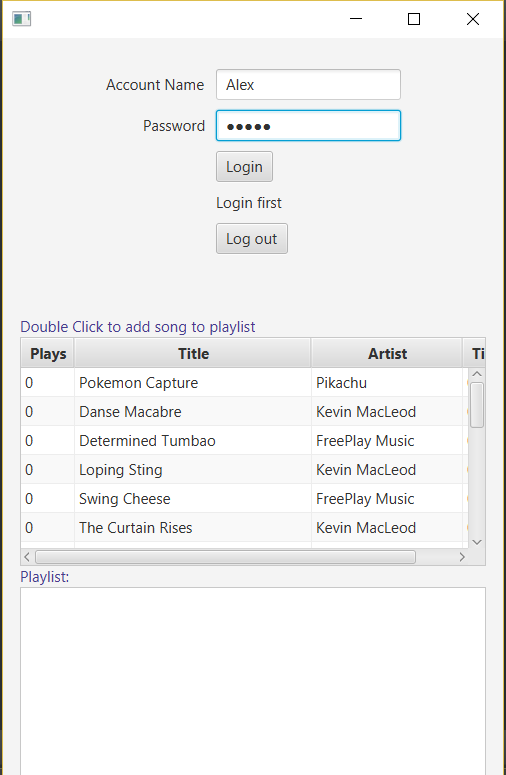 Account Name Alex
Password ●●●●●
Login
Login first
Log out
Double Click to add song to playlist
Plays Title Artist Ti
0 Pokemon Capture Pikachu
0 Danse Macabre Kevin MacLeod
0 Determined Tumbao FreePlay Music
0 Loping Sting Kevin MacLeod
0 Swing Cheese FreePlay Music
0 The Curtain Rises Kevin MacLeod
Playlist: